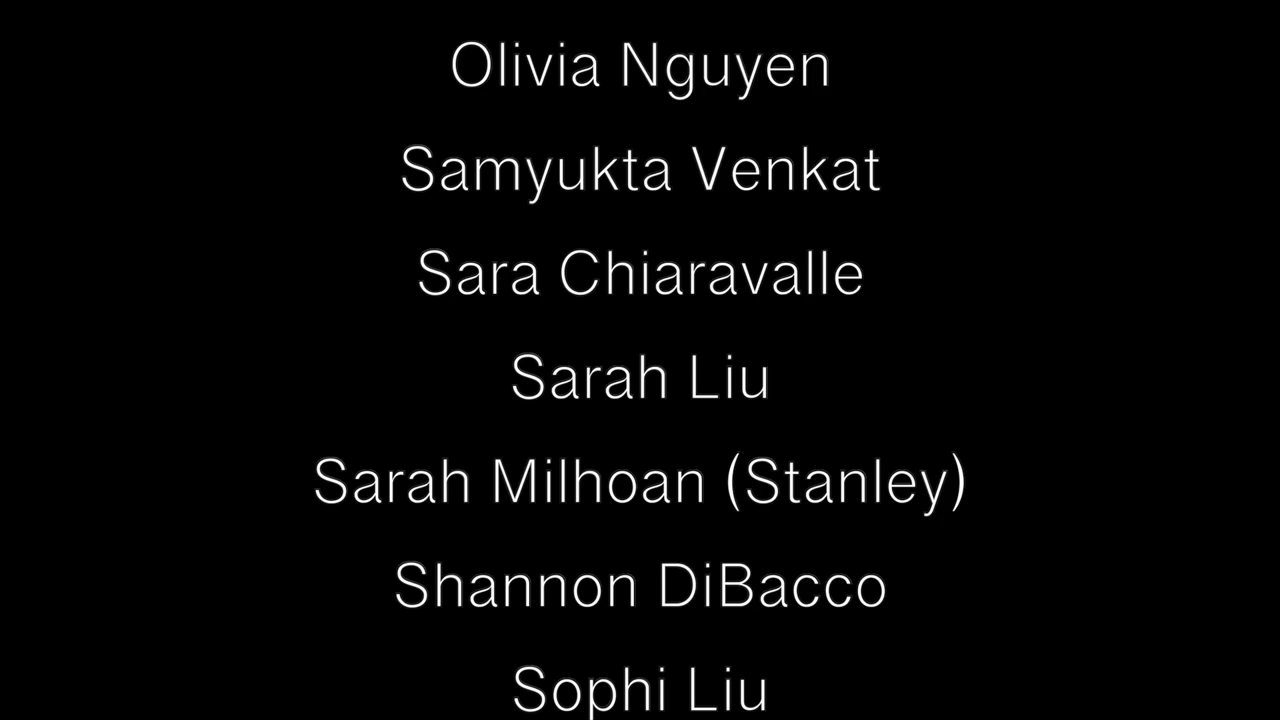 Olivia Nguyen
Samyukta Venkat
Sara Chiaravalle
Sarah Liu
Sarah Milhoan (Stanley)
Shannon DiBacco
Sophi Liu